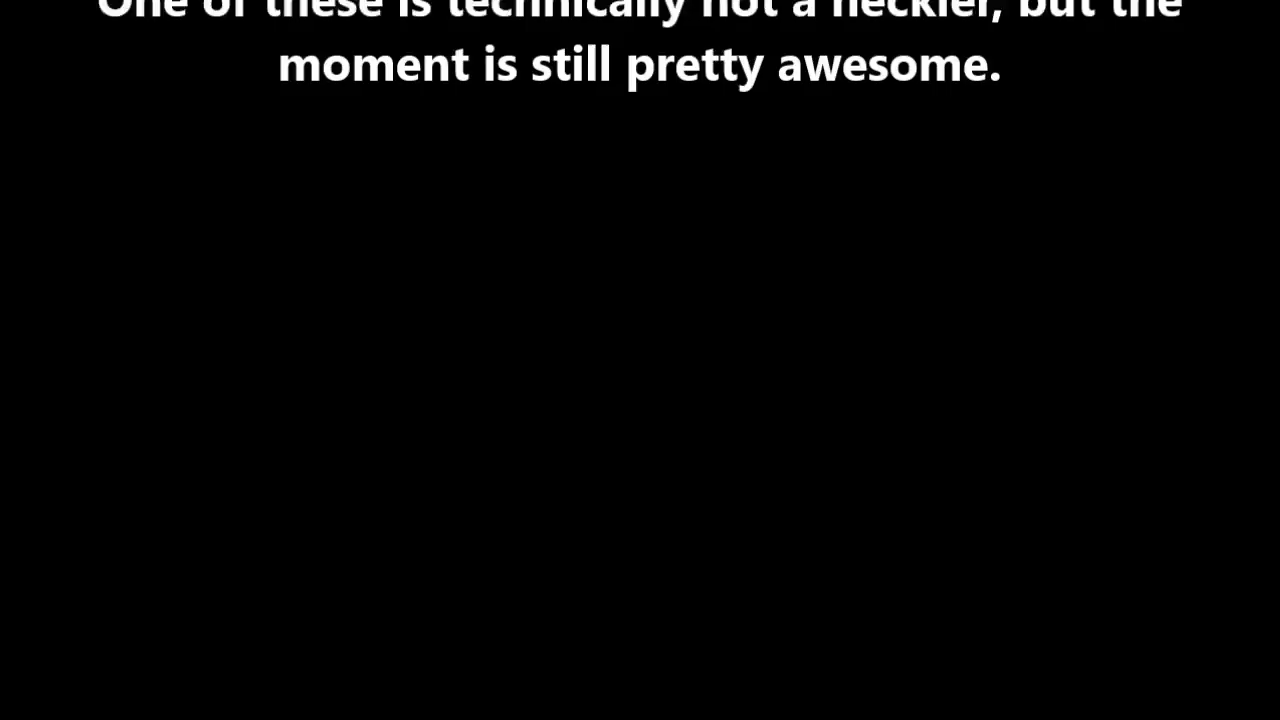 One of these is technically not a heckler, but the
moment is still pretty awesome.